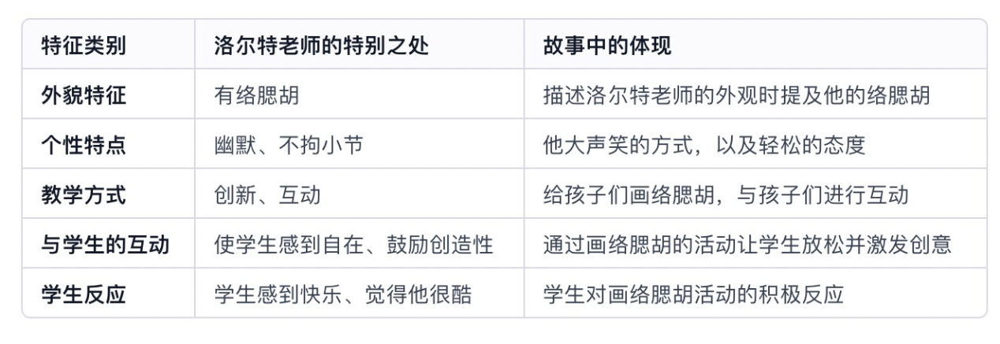 特征类别 洛尔特老师的特别之处 故事中的体现
外貌特征 有络腮胡 描述洛尔特老师的外观时提及他的络腮胡
个性特点 幽默、不拘小节 他大声笑的方式，以及轻松的态度
教学方式 创新、互动 给孩子们画络腮胡，与孩子们进行互动
与学生的互动 使学生感到自在、鼓励创造性 通过画络腮胡的活动让学生放松并激发创意
学生反应 学生感到快乐、觉得他很酷 学生对画络腮胡活动的积极反应